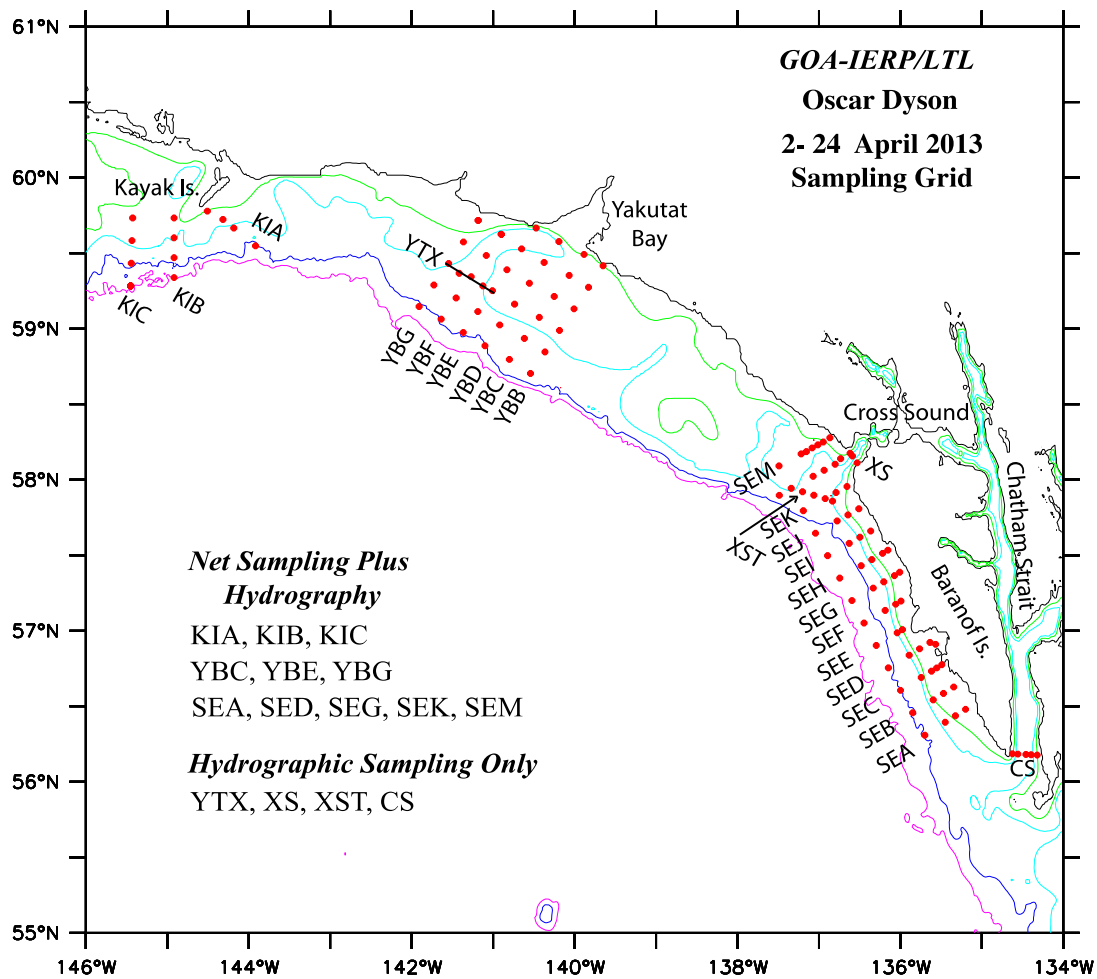 61°N
60°N
59°N
58°N
57°N
56°N
55°N
146°W
144°W
142°W
140°W
138°W
136°W
134°W
GOA-IERP/LTL
Oscar Dyson
2- 24 April 2013
Sampling Grid
Kayak Is.
KIA
KIB
KIC
Yakutat
Bay
YTX
YBG
YBF
YBE
YBD
YBC
YBB
Cross Sound
XS
SEM
XST
SEK
SEJ
SEI
SEH
SEG
SEF
SEE
SED
SEC
SEB
SEA
Chatham Strait
Baranof Is.
CS
Net Sampling Plus
Hydrography
KIA, KIB, KIC
YBC, YBE, YBG
SEA, SED, SEG, SEK, SEM
Hydrographic Sampling Only
YTX, XS, XST, CS